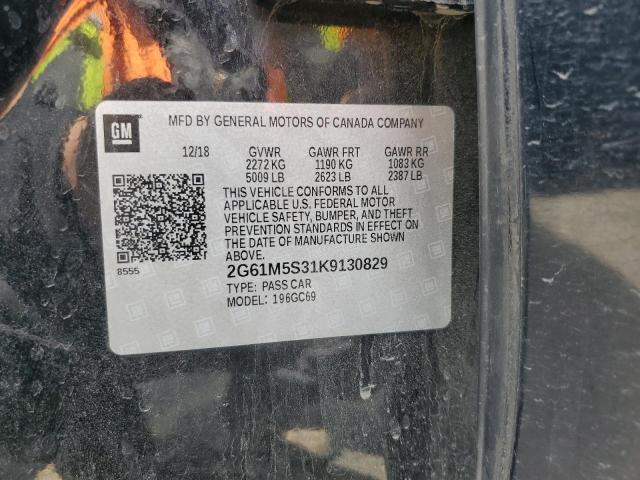 GM
MFD BY GENERAL MOTORS OF CANADA COMPANY
12/18 GVWR GAWR FRT GAWR RR
2272 KG 1190 KG 1083 KG
5009 LB 2623 LB 2387 LB
THIS VEHICLE CONFORMS TO ALL
APPLICABLE U.S. FEDERAL MOTOR
VEHICLE SAFETY, BUMPER, AND THEFT
PREVENTION STANDARDS IN EFFECT ON
THE DATE OF MANUFACTURE SHOWN
ABOVE.
8555
2G61M5S31K9130829
TYPE: PASS CAR
MODEL: 196GC69